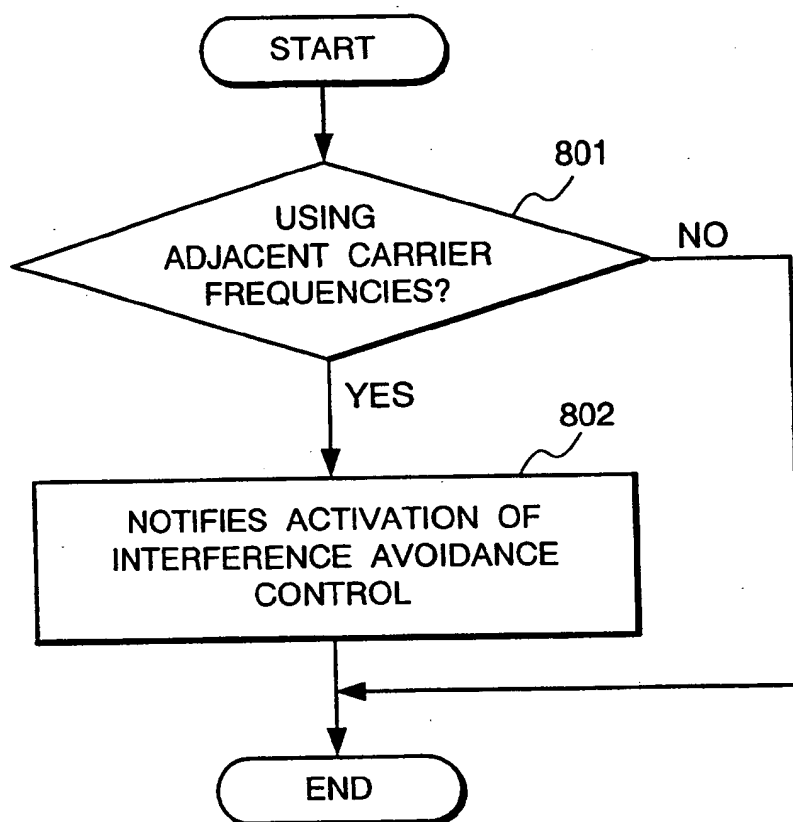 START
801
USING
ADJACENT CARRIER
FREQUENCIES?
NO
YES
802
NOTIFIES ACTIVATION OF
INTERFERENCE AVOIDANCE
CONTROL
END